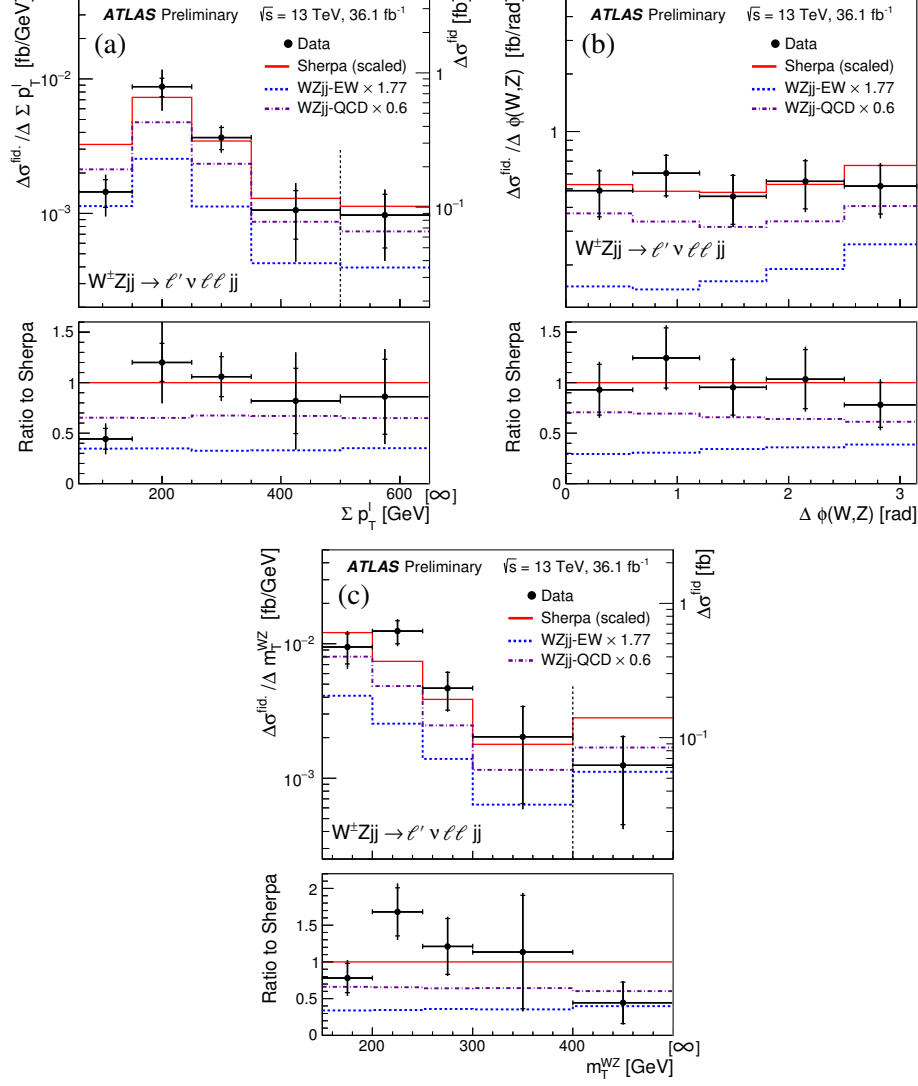 ATLAS Preliminary √s = 13 TeV, 36.1 fb⁻¹
(a)
Data
Sherpa (scaled)
WZjj-EW × 1.77
WZjj-QCD × 0.6
Δσ^fid. / Δ Σ p_T^l [fb/GeV]
Δσ^fid [fb]
10⁻²
10⁻³
1
10⁻¹
W±Zjj → ℓ′ ν ℓℓ jj
Ratio to Sherpa
1.5
1
0.5
0
200 400 600 [∞]
Σ p_T^l [GeV]
ATLAS Preliminary √s = 13 TeV, 36.1 fb⁻¹
(b)
Data
Sherpa (scaled)
WZjj-EW × 1.77
WZjj-QCD × 0.6
Δσ^fid. / Δ ϕ(W,Z) [fb/rad]
1
W±Zjj → ℓ′ ν ℓℓ jj
Ratio to Sherpa
1.5
1
0.5
0
0 1 2 3
Δ ϕ(W,Z) [rad]
ATLAS Preliminary √s = 13 TeV, 36.1 fb⁻¹
(c)
Data
Sherpa (scaled)
WZjj-EW × 1.77
WZjj-QCD × 0.6
Δσ^fid. / Δ m_T^WZ [fb/GeV]
Δσ^fid [fb]
10⁻²
10⁻³
1
10⁻¹
W±Zjj → ℓ′ ν ℓℓ jj
Ratio to Sherpa
2
1.5
1
0.5
0
200 300 400 [∞]
m_T^WZ [GeV]